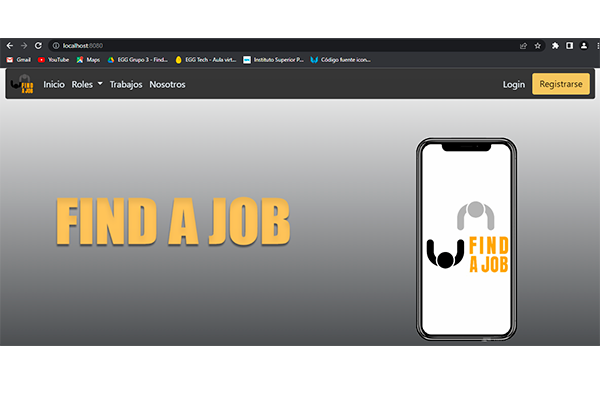 localhost:8080
Gmail YouTube Maps EGG Grupo 3 - Find... EGG Tech - Aula virt... Instituto Superior P... Código fuente icon...
FIND A JOB Inicio Roles Trabajos Nosotros Login Registrarse
FIND A JOB
FIND
A JOB